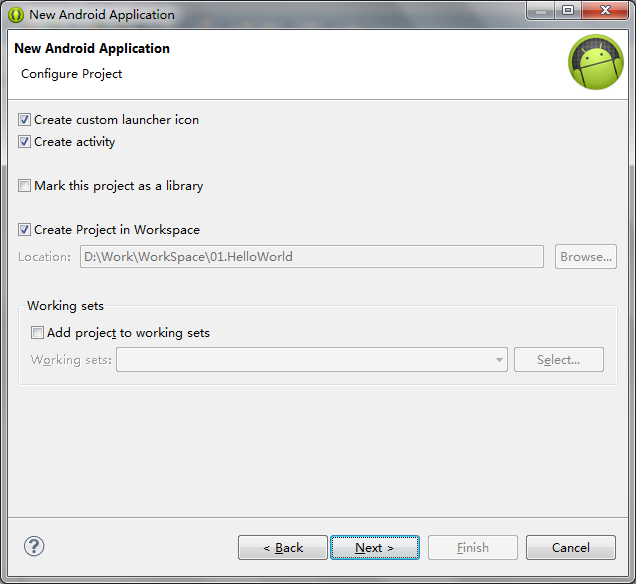 New Android Application
New Android Application
Configure Project
Create custom launcher icon
Create activity
Mark this project as a library
Create Project in Workspace
Location: D:\Work\WorkSpace\01.HelloWorld Browse...
Working sets
Add project to working sets
Working sets: Select...
? < Back Next > Finish Cancel